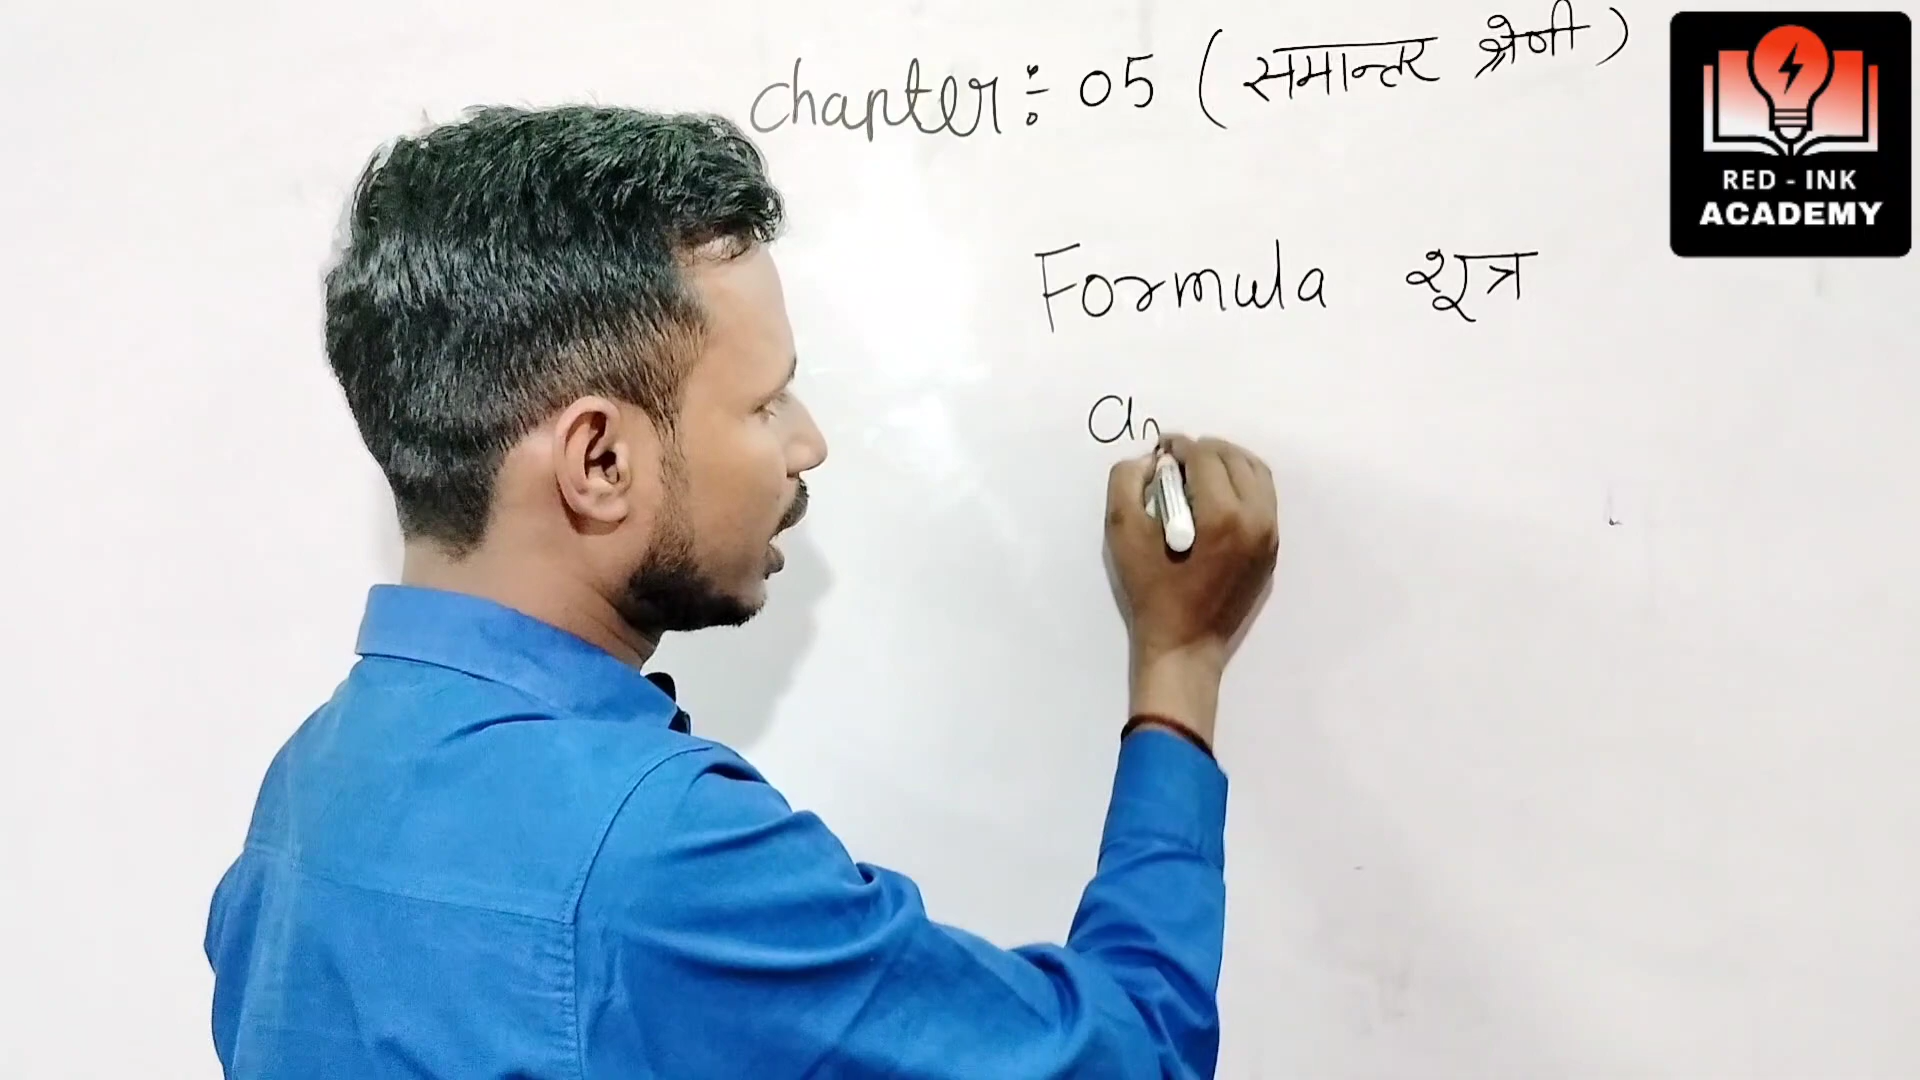 chapter :- 05 (समान्तर श्रेणी)
RED - INK
ACADEMY
Formula शूत्र
an